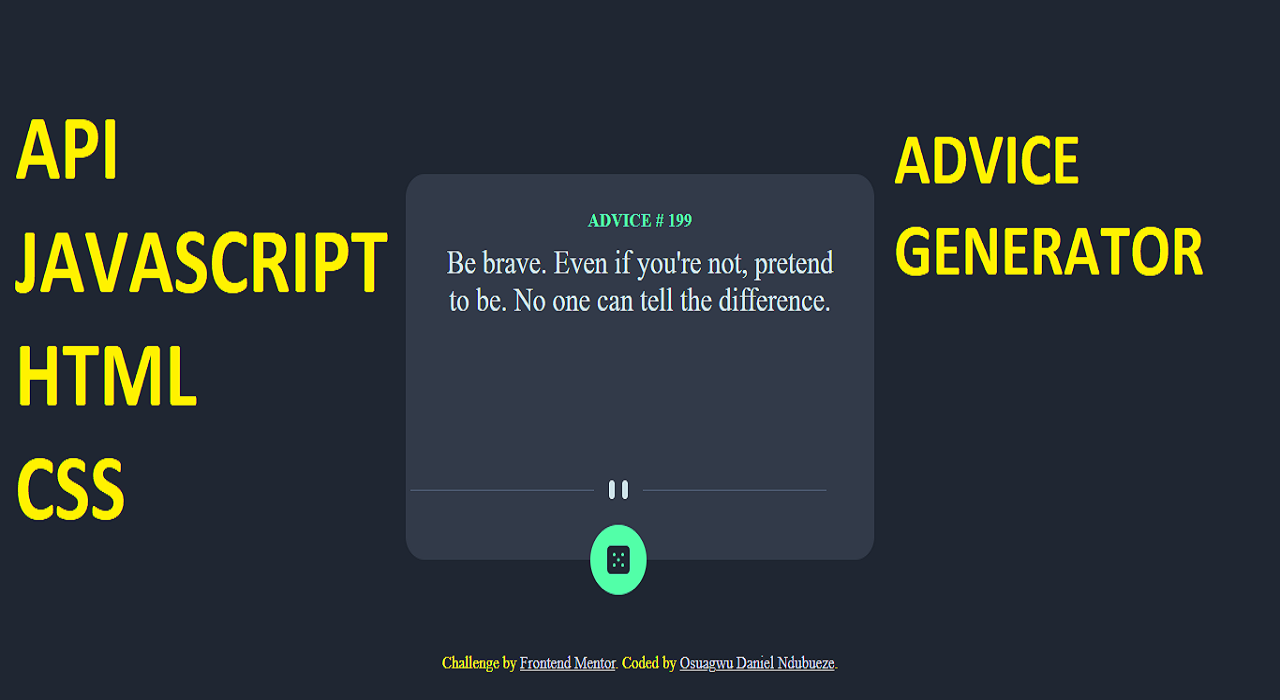 API
JAVASCRIPT
HTML
CSS
ADVICE # 199
Be brave. Even if you're not, pretend
to be. No one can tell the difference.
ADVICE
GENERATOR
Challenge by Frontend Mentor. Coded by Osuagwu Daniel Ndubueze.